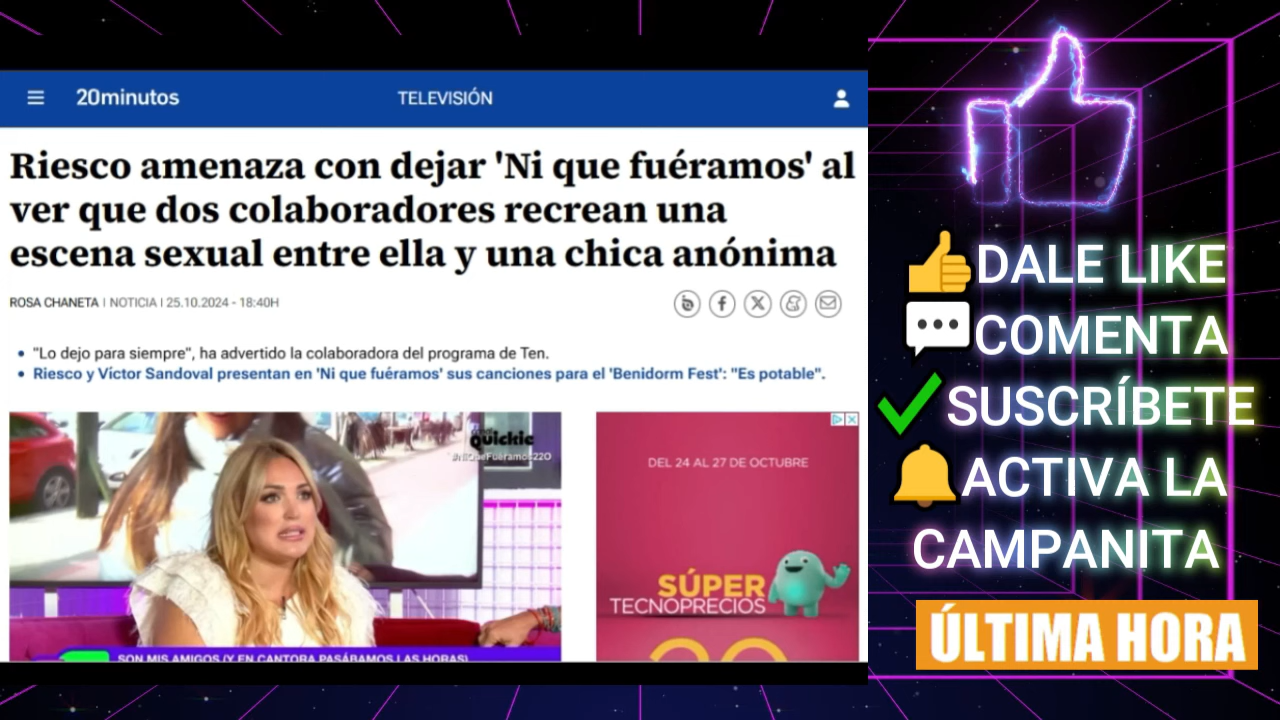 20minutos
TELEVISIÓN
Riesco amenaza con dejar 'Ni que fuéramos' al
ver que dos colaboradores recrean una
escena sexual entre ella y una chica anónima
ROSA CHANETA | NOTICIA | 25.10.2024 - 18:40H
"Lo dejo para siempre", ha advertido la colaboradora del programa de Ten.
Riesco y Víctor Sandoval presentan en 'Ni que fuéramos' sus canciones para el 'Benidorm Fest': "Es potable".
quickie
#NiQueFuéramos220
SON MIS AMIGOS (Y EN CANTORA PASÁBAMOS LAS HORAS)
DEL 24 AL 27 DE OCTUBRE
SÚPER
TECNOPRECIOS
DALE LIKE
COMENTA
SUSCRÍBETE
ACTIVA LA
CAMPANITA
ÚLTIMA HORA